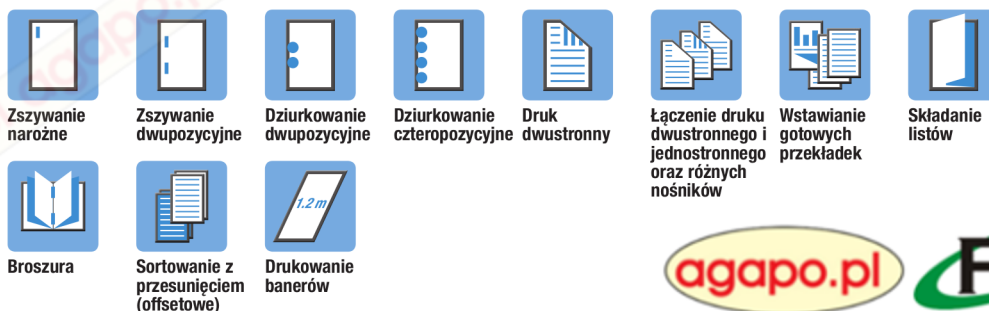 Zszywanie
narożne
Zszywanie
dwupozycyjne
Dziurkowanie
dwupozycyjne
Dziurkowanie
czteropozycyjne
Druk
dwustronny
Łączenie druku
dwustronnego i
jednostronnego
oraz różnych
nośników
Wstawianie
gotowych
przekładek
Składanie
listów
Broszura
Sortowanie z
przesunięciem
(offsetowe)
1.2 m
Drukowanie
banerów
agapo.pl
F